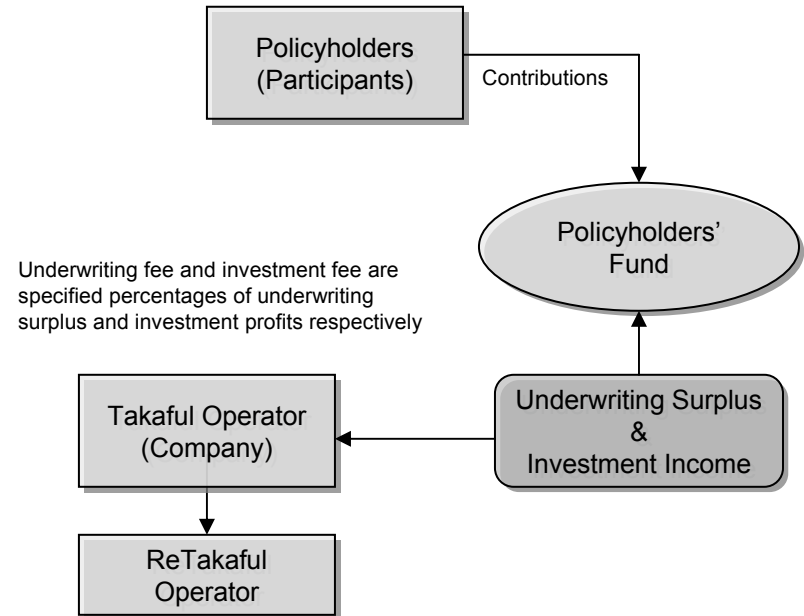 Policyholders
(Participants)
Contributions
Policyholders’
Fund
Underwriting fee and investment fee are
specified percentages of underwriting
surplus and investment profits respectively
Takaful Operator
(Company)
Underwriting Surplus
&
Investment Income
ReTakaful
Operator